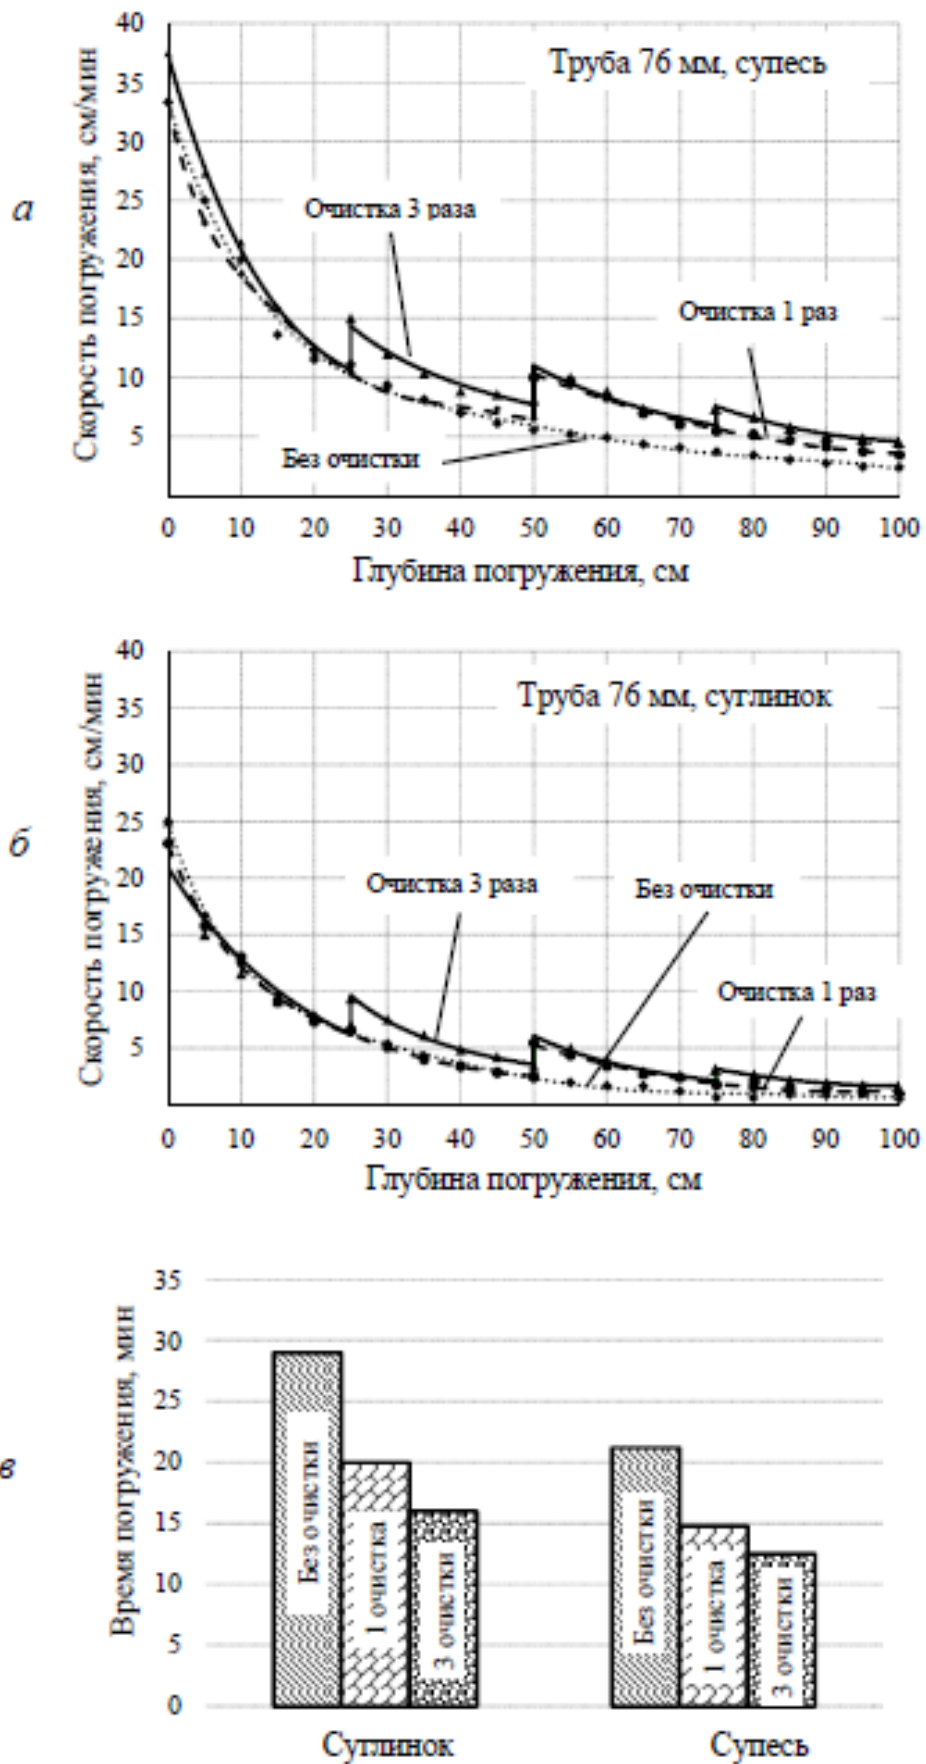 а
Скорость погружения, см/мин
40
35
30
25
20
15
10
5
Труба 76 мм, супесь
Очистка 3 раза
Очистка 1 раз
Без очистки
0 10 20 30 40 50 60 70 80 90 100
Глубина погружения, см
б
Скорость погружения, см/мин
40
35
30
25
20
15
10
5
Труба 76 мм, суглинок
Очистка 3 раза
Без очистки
Очистка 1 раз
0 10 20 30 40 50 60 70 80 90 100
Глубина погружения, см
в
Время погружения, мин
35
30
25
20
15
10
5
0
Без очистки
1 очистка
3 очистки
Без очистки
1 очистка
3 очистки
Суглинок Супесь